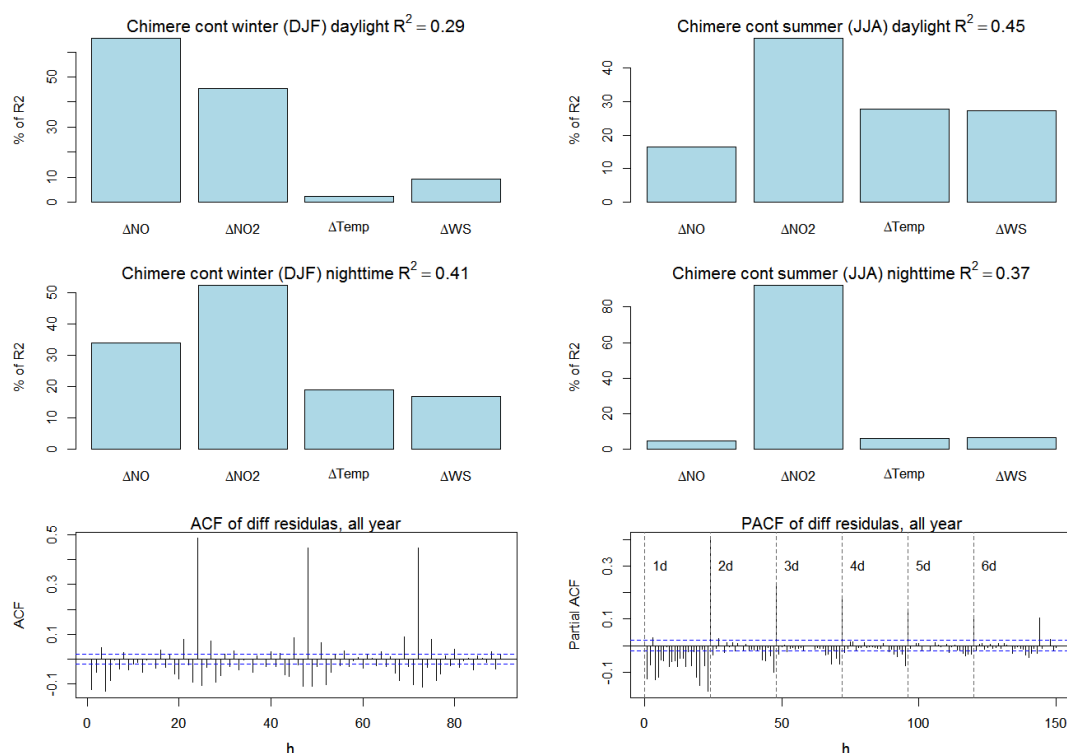 Chimere cont winter (DJF) daylight R² = 0.29
% of R2
0 10 30 50
ΔNO ΔNO2 ΔTemp ΔWS
Chimere cont summer (JJA) daylight R² = 0.45
% of R2
0 10 20 30 40
ΔNO ΔNO2 ΔTemp ΔWS
Chimere cont winter (DJF) nighttime R² = 0.41
% of R2
0 10 20 30 40 50
ΔNO ΔNO2 ΔTemp ΔWS
Chimere cont summer (JJA) nighttime R² = 0.37
% of R2
0 20 40 60 80
ΔNO ΔNO2 ΔTemp ΔWS
ACF of diff residulas, all year
ACF
-0.1 0.1 0.3 0.5
0 20 40 60 80
h
PACF of diff residulas, all year
Partial ACF
-0.1 0.1 0.3
1d 2d 3d 4d 5d 6d
0 50 100 150
h